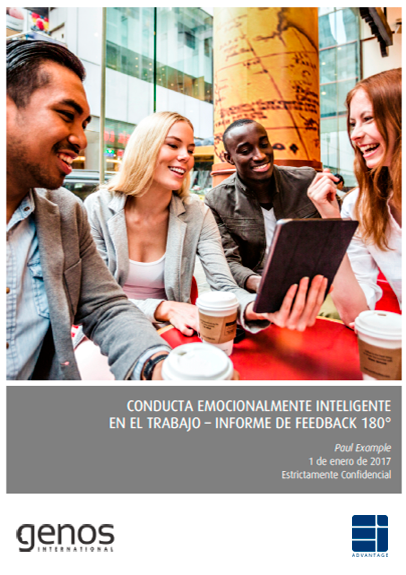 CONDUCTA EMOCIONALMENTE INTELIGENTE
EN EL TRABAJO – INFORME DE FEEDBACK 180°
Paul Example
1 de enero de 2017
Estrictamente Confidencial
genos
INTERNATIONAL
EI
ADVANTAGE